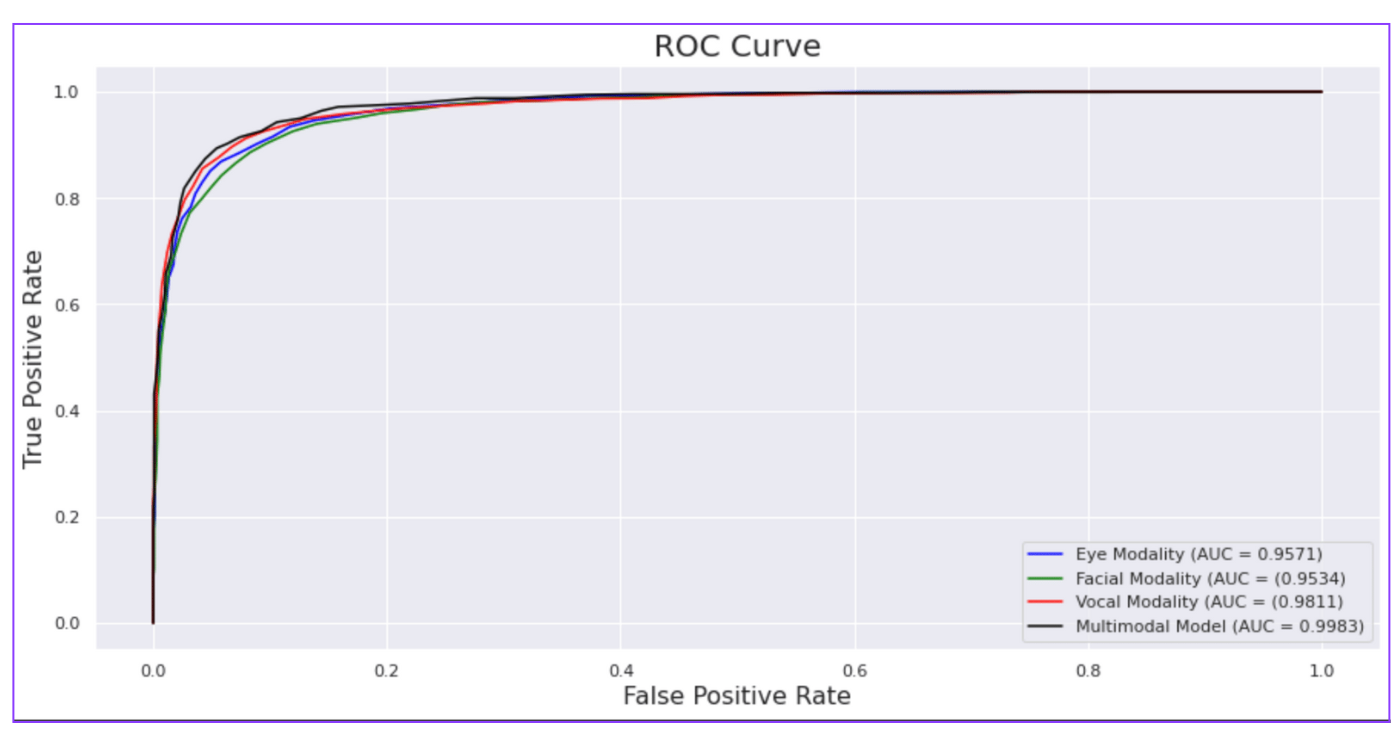 ROC Curve
1.0
0.8
0.6
0.4
0.2
0.0
True Positive Rate
Eye Modality (AUC = 0.9571)
Facial Modality (AUC = (0.9534)
Vocal Modality (AUC = (0.9811)
Multimodal Model (AUC = 0.9983)
0.0 0.2 0.4 0.6 0.8 1.0
False Positive Rate